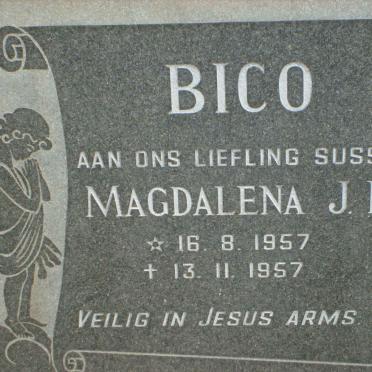 BICO
AAN ONS LIEFLING SUSS
MAGDALENA J.
☆ 16. 8. 1957
✝ 13. 11. 1957
VEILIG IN JESUS ARMS.